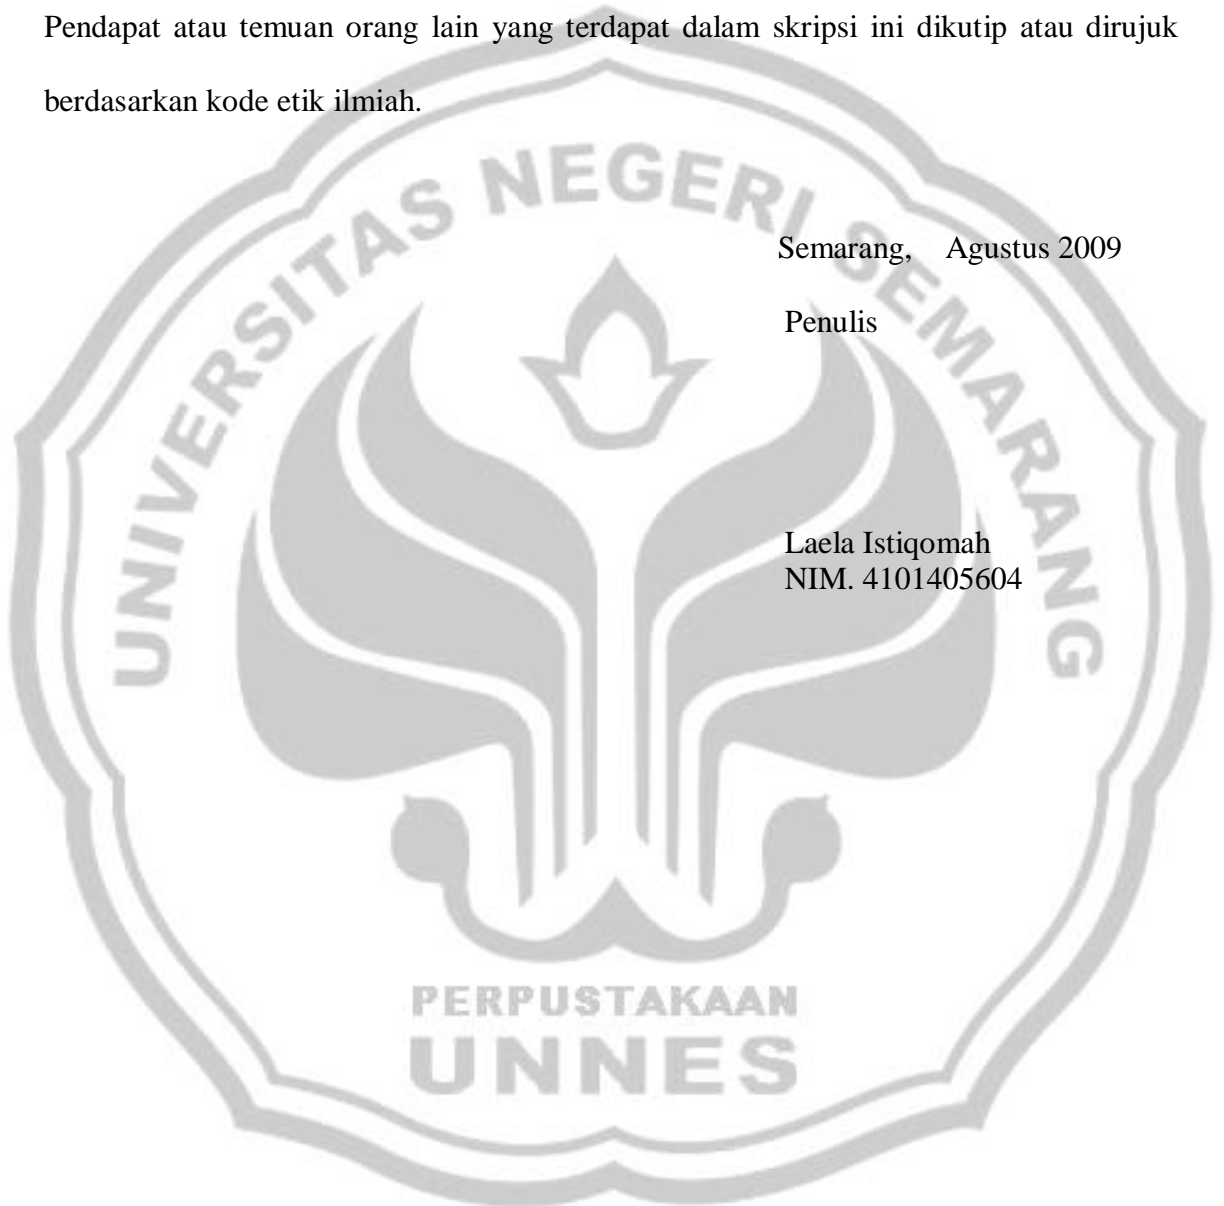 Pendapat atau temuan orang lain yang terdapat dalam skripsi ini dikutip atau dirujuk
berdasarkan kode etik ilmiah.
UNIVERSITAS NEGERI SEMARANG
Semarang, Agustus 2009
Penulis
Laela Istiqomah
NIM. 4101405604
PERPUSTAKAAN
UNNES